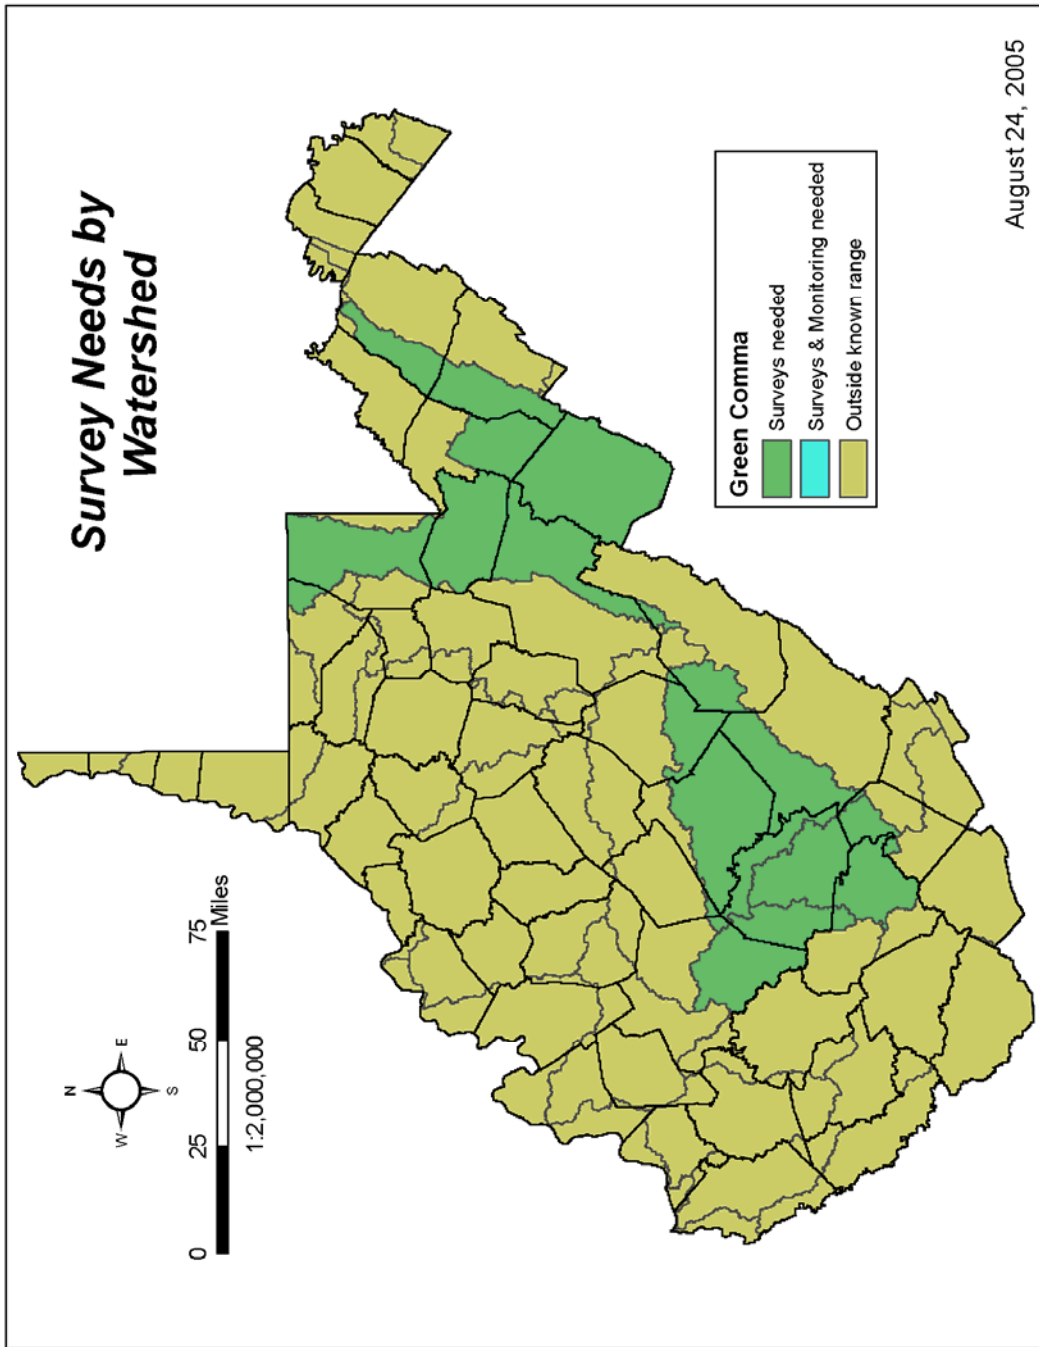 Survey Needs by
Watershed
N
W
E
S
0
25
50
75
Miles
1:2,000,000
Green Comma
Surveys needed
Surveys & Monitoring needed
Outside known range
August 24, 2005